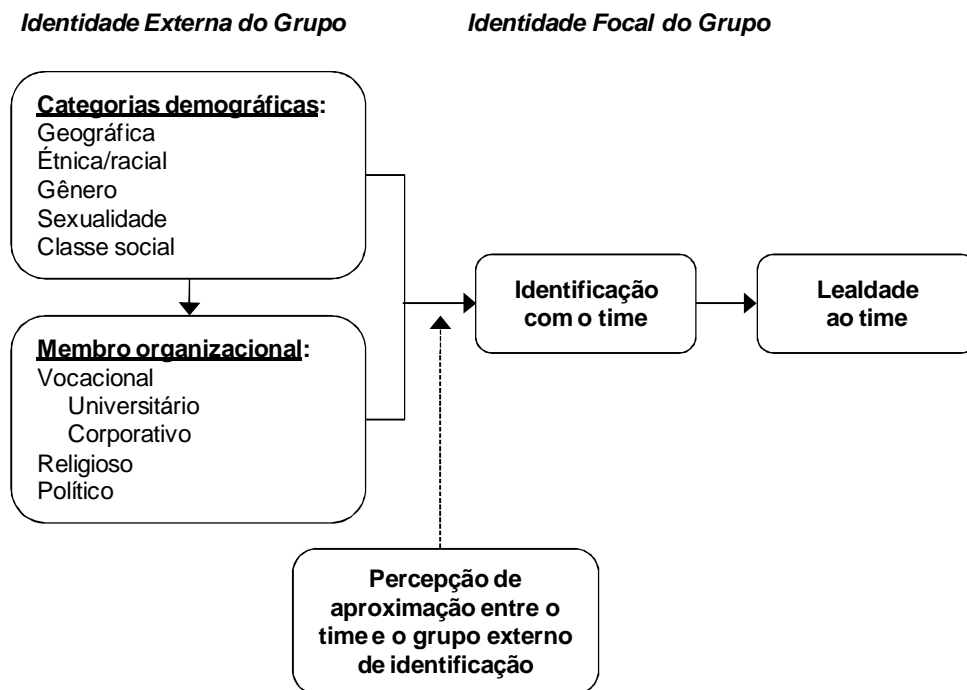 Identidade Externa do Grupo
Identidade Focal do Grupo
Categorias demográficas:
Geográfica
Étnica/racial
Gênero
Sexualidade
Classe social
Membro organizacional:
Vocacional
Universitário
Corporativo
Religioso
Político
Identificação
com o time
Lealdade
ao time
Percepção de
aproximação entre o
time e o grupo externo
de identificação